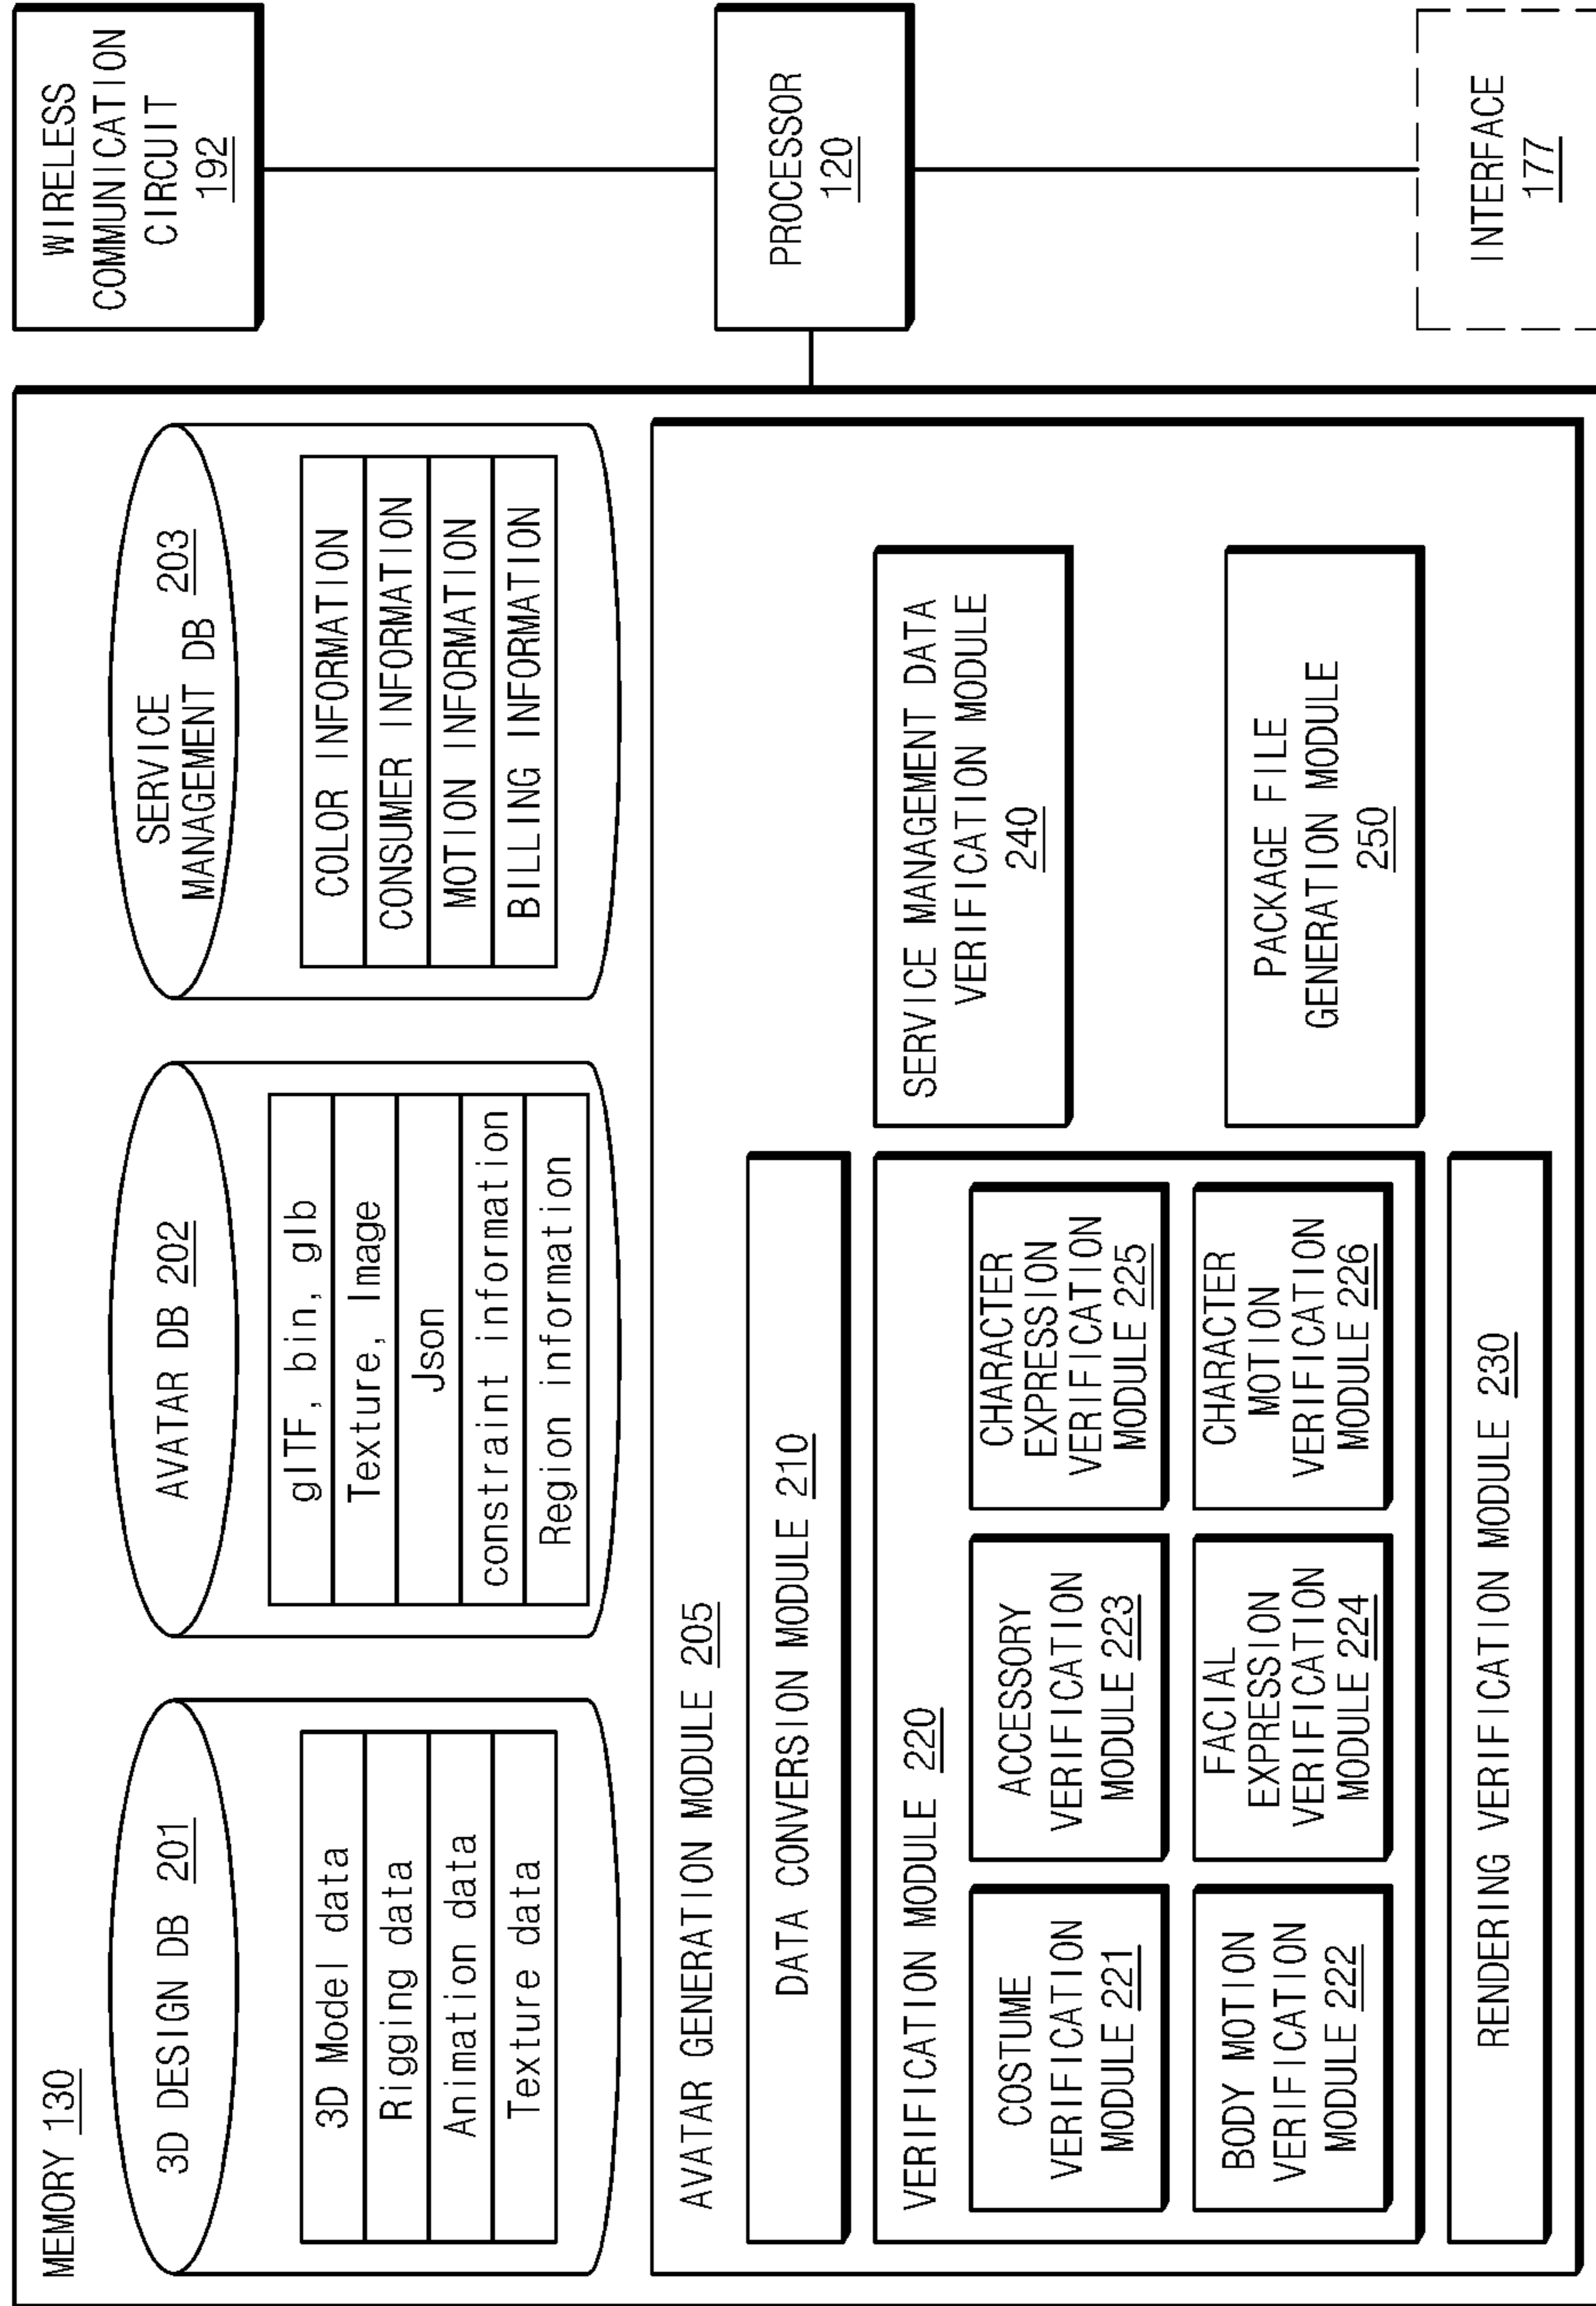 MEMORY 130
3D DESIGN DB 201
3D Model data
Rigging data
Animation data
Texture data
AVATAR DB 202
glTF, bin, glb
Texture, Image
Json
constraint information
Region information
SERVICE
MANAGEMENT DB 203
COLOR INFORMATION
CONSUMER INFORMATION
MOTION INFORMATION
BILLING INFORMATION
AVATAR GENERATION MODULE 205
DATA CONVERSION MODULE 210
VERIFICATION MODULE 220
COSTUME
VERIFICATION
MODULE 221
ACCESSORY
VERIFICATION
MODULE 223
CHARACTER
EXPRESSION
VERIFICATION
MODULE 225
BODY MOTION
VERIFICATION
MODULE 222
FACIAL
EXPRESSION
VERIFICATION
MODULE 224
CHARACTER
MOTION
VERIFICATION
MODULE 226
RENDERING VERIFICATION MODULE 230
SERVICE MANAGEMENT DATA
VERIFICATION MODULE
240
PACKAGE FILE
GENERATION MODULE
250
WIRELESS
COMMUNICATION
CIRCUIT
192
PROCESSOR
120
INTERFACE
177